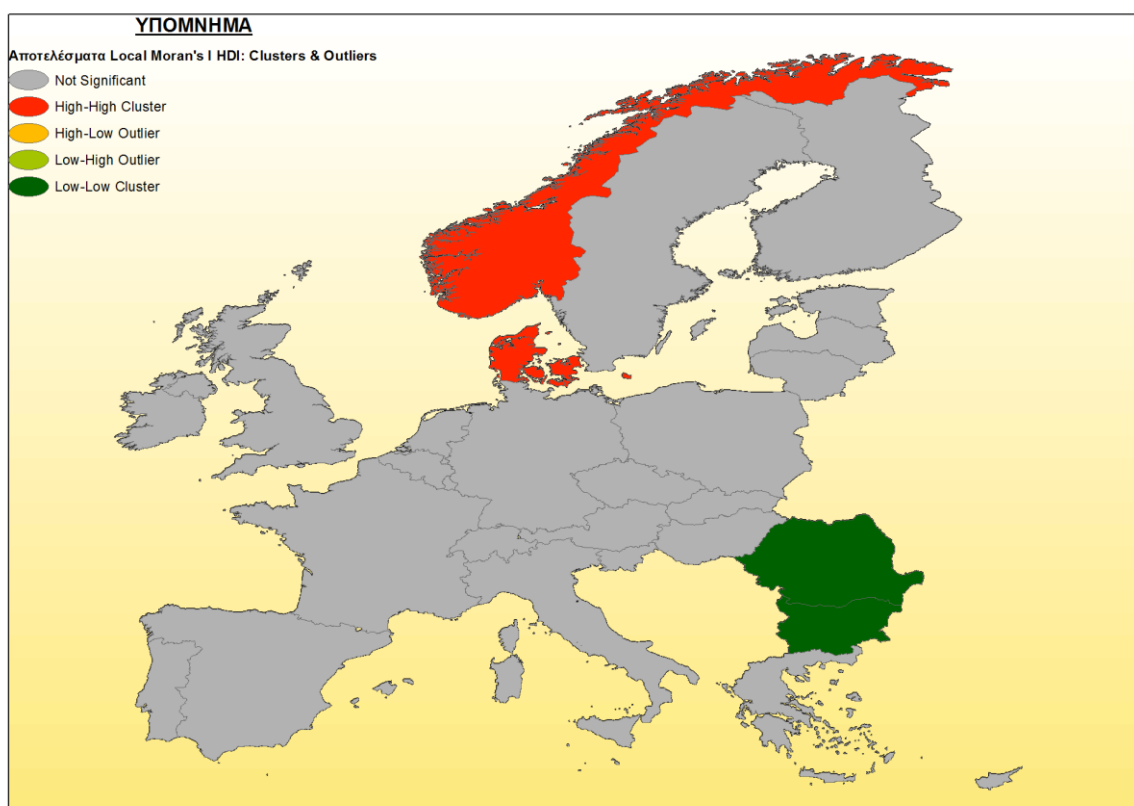 ΥΠΟΜΝΗΜΑ
Αποτελέσματα Local Moran's I HDI: Clusters & Outliers
Not Significant
High-High Cluster
High-Low Outlier
Low-High Outlier
Low-Low Cluster